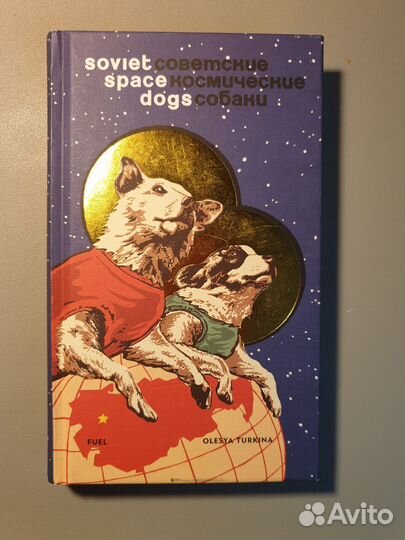 soviet советские
space космические
dogs собаки
FUEL
OLESYA TURKINA
Avito